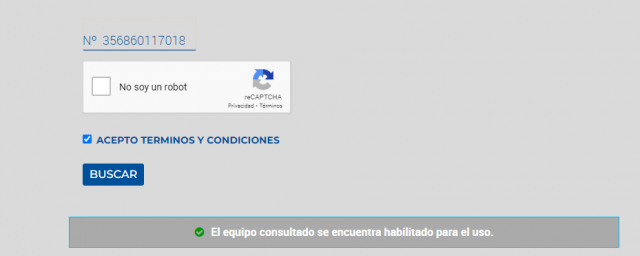 Nº 356860117018
No soy un robot
reCAPTCHA
Privacidad - Términos
ACEPTO TERMINOS Y CONDICIONES
BUSCAR
El equipo consultado se encuentra habilitado para el uso.